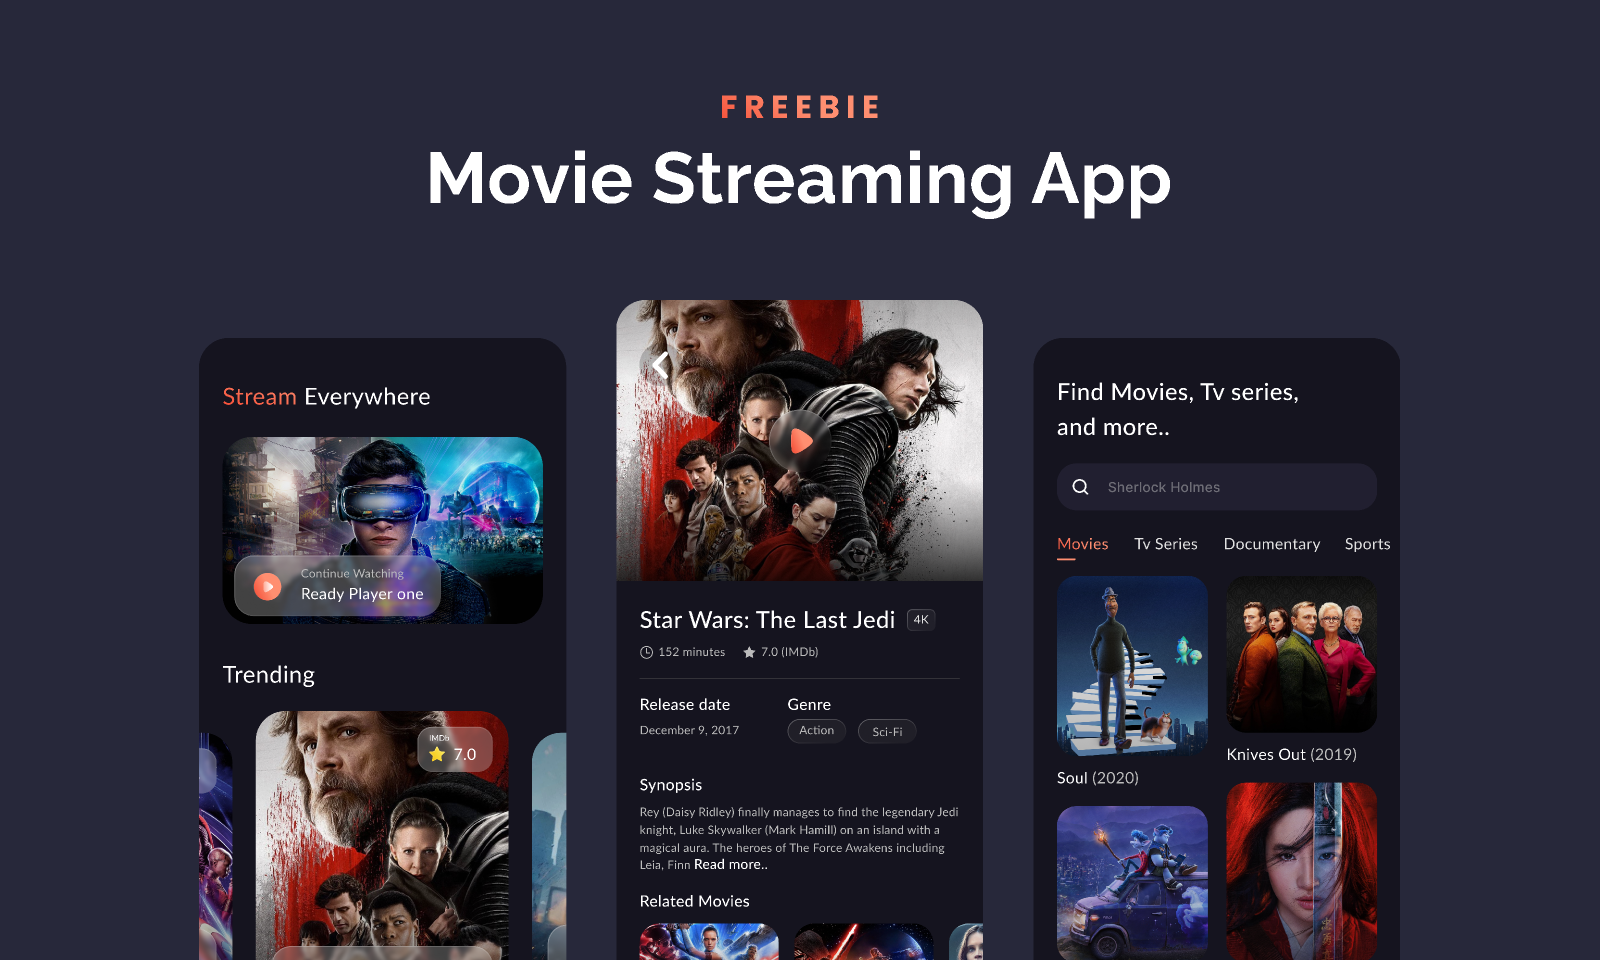 FREEBIE
Movie Streaming App
Stream Everywhere
Continue Watching
Ready Player one
Trending
IMDb
7.0
Star Wars: The Last Jedi
4K
152 minutes
7.0 (IMDb)
Release date
December 9, 2017
Genre
Action
Sci-Fi
Synopsis
Rey (Daisy Ridley) finally manages to find the legendary Jedi
knight, Luke Skywalker (Mark Hamill) on an island with a
magical aura. The heroes of The Force Awakens including
Leia, Finn Read more..
Related Movies
Find Movies, Tv series,
and more..
Sherlock Holmes
Movies
Tv Series
Documentary
Sports
Soul (2020)
Knives Out (2019)